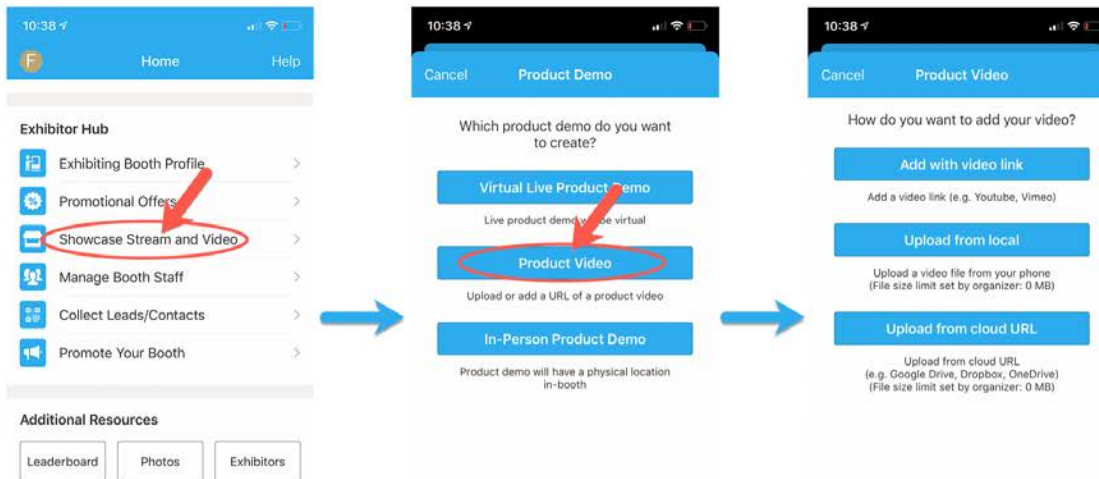 10:38
F
Home
Help
Exhibitor Hub
Exhibiting Booth Profile
Promotional Offers
Showcase Stream and Video
Manage Booth Staff
Collect Leads/Contacts
Promote Your Booth
Additional Resources
Leaderboard
Photos
Exhibitors
10:38
Cancel
Product Demo
Which product demo do you want
to create?
Virtual Live Product Demo
Live product demo will be virtual
Product Video
Upload or add a URL of a product video
In-Person Product Demo
Product demo will have a physical location
in-booth
10:38
Cancel
Product Video
How do you want to add your video?
Add with video link
Add a video link (e.g. Youtube, Vimeo)
Upload from local
Upload a video file from your phone
(File size limit set by organizer: 0 MB)
Upload from cloud URL
Upload from cloud URL
(e.g. Google Drive, Dropbox, OneDrive)
(File size limit set by organizer: 0 MB)